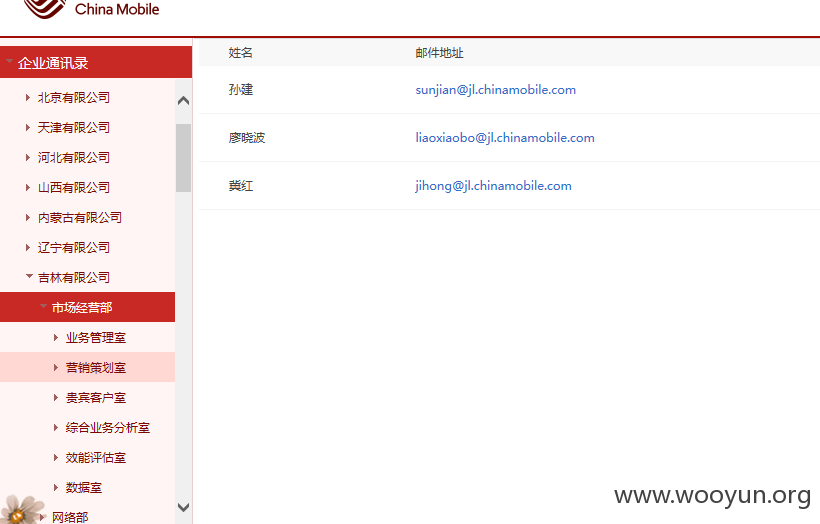 China Mobile
企业通讯录
北京有限公司
天津有限公司
河北有限公司
山西有限公司
内蒙古有限公司
辽宁有限公司
吉林有限公司
市场经营部
业务管理室
营销策划室
贵宾客户室
综合业务分析室
效能评估室
数据室
网络部
姓名 邮件地址
孙建 sunjian@jl.chinamobile.com
廖晓波 liaoxiaobo@jl.chinamobile.com
冀红 jihong@jl.chinamobile.com
www.wooyun.org